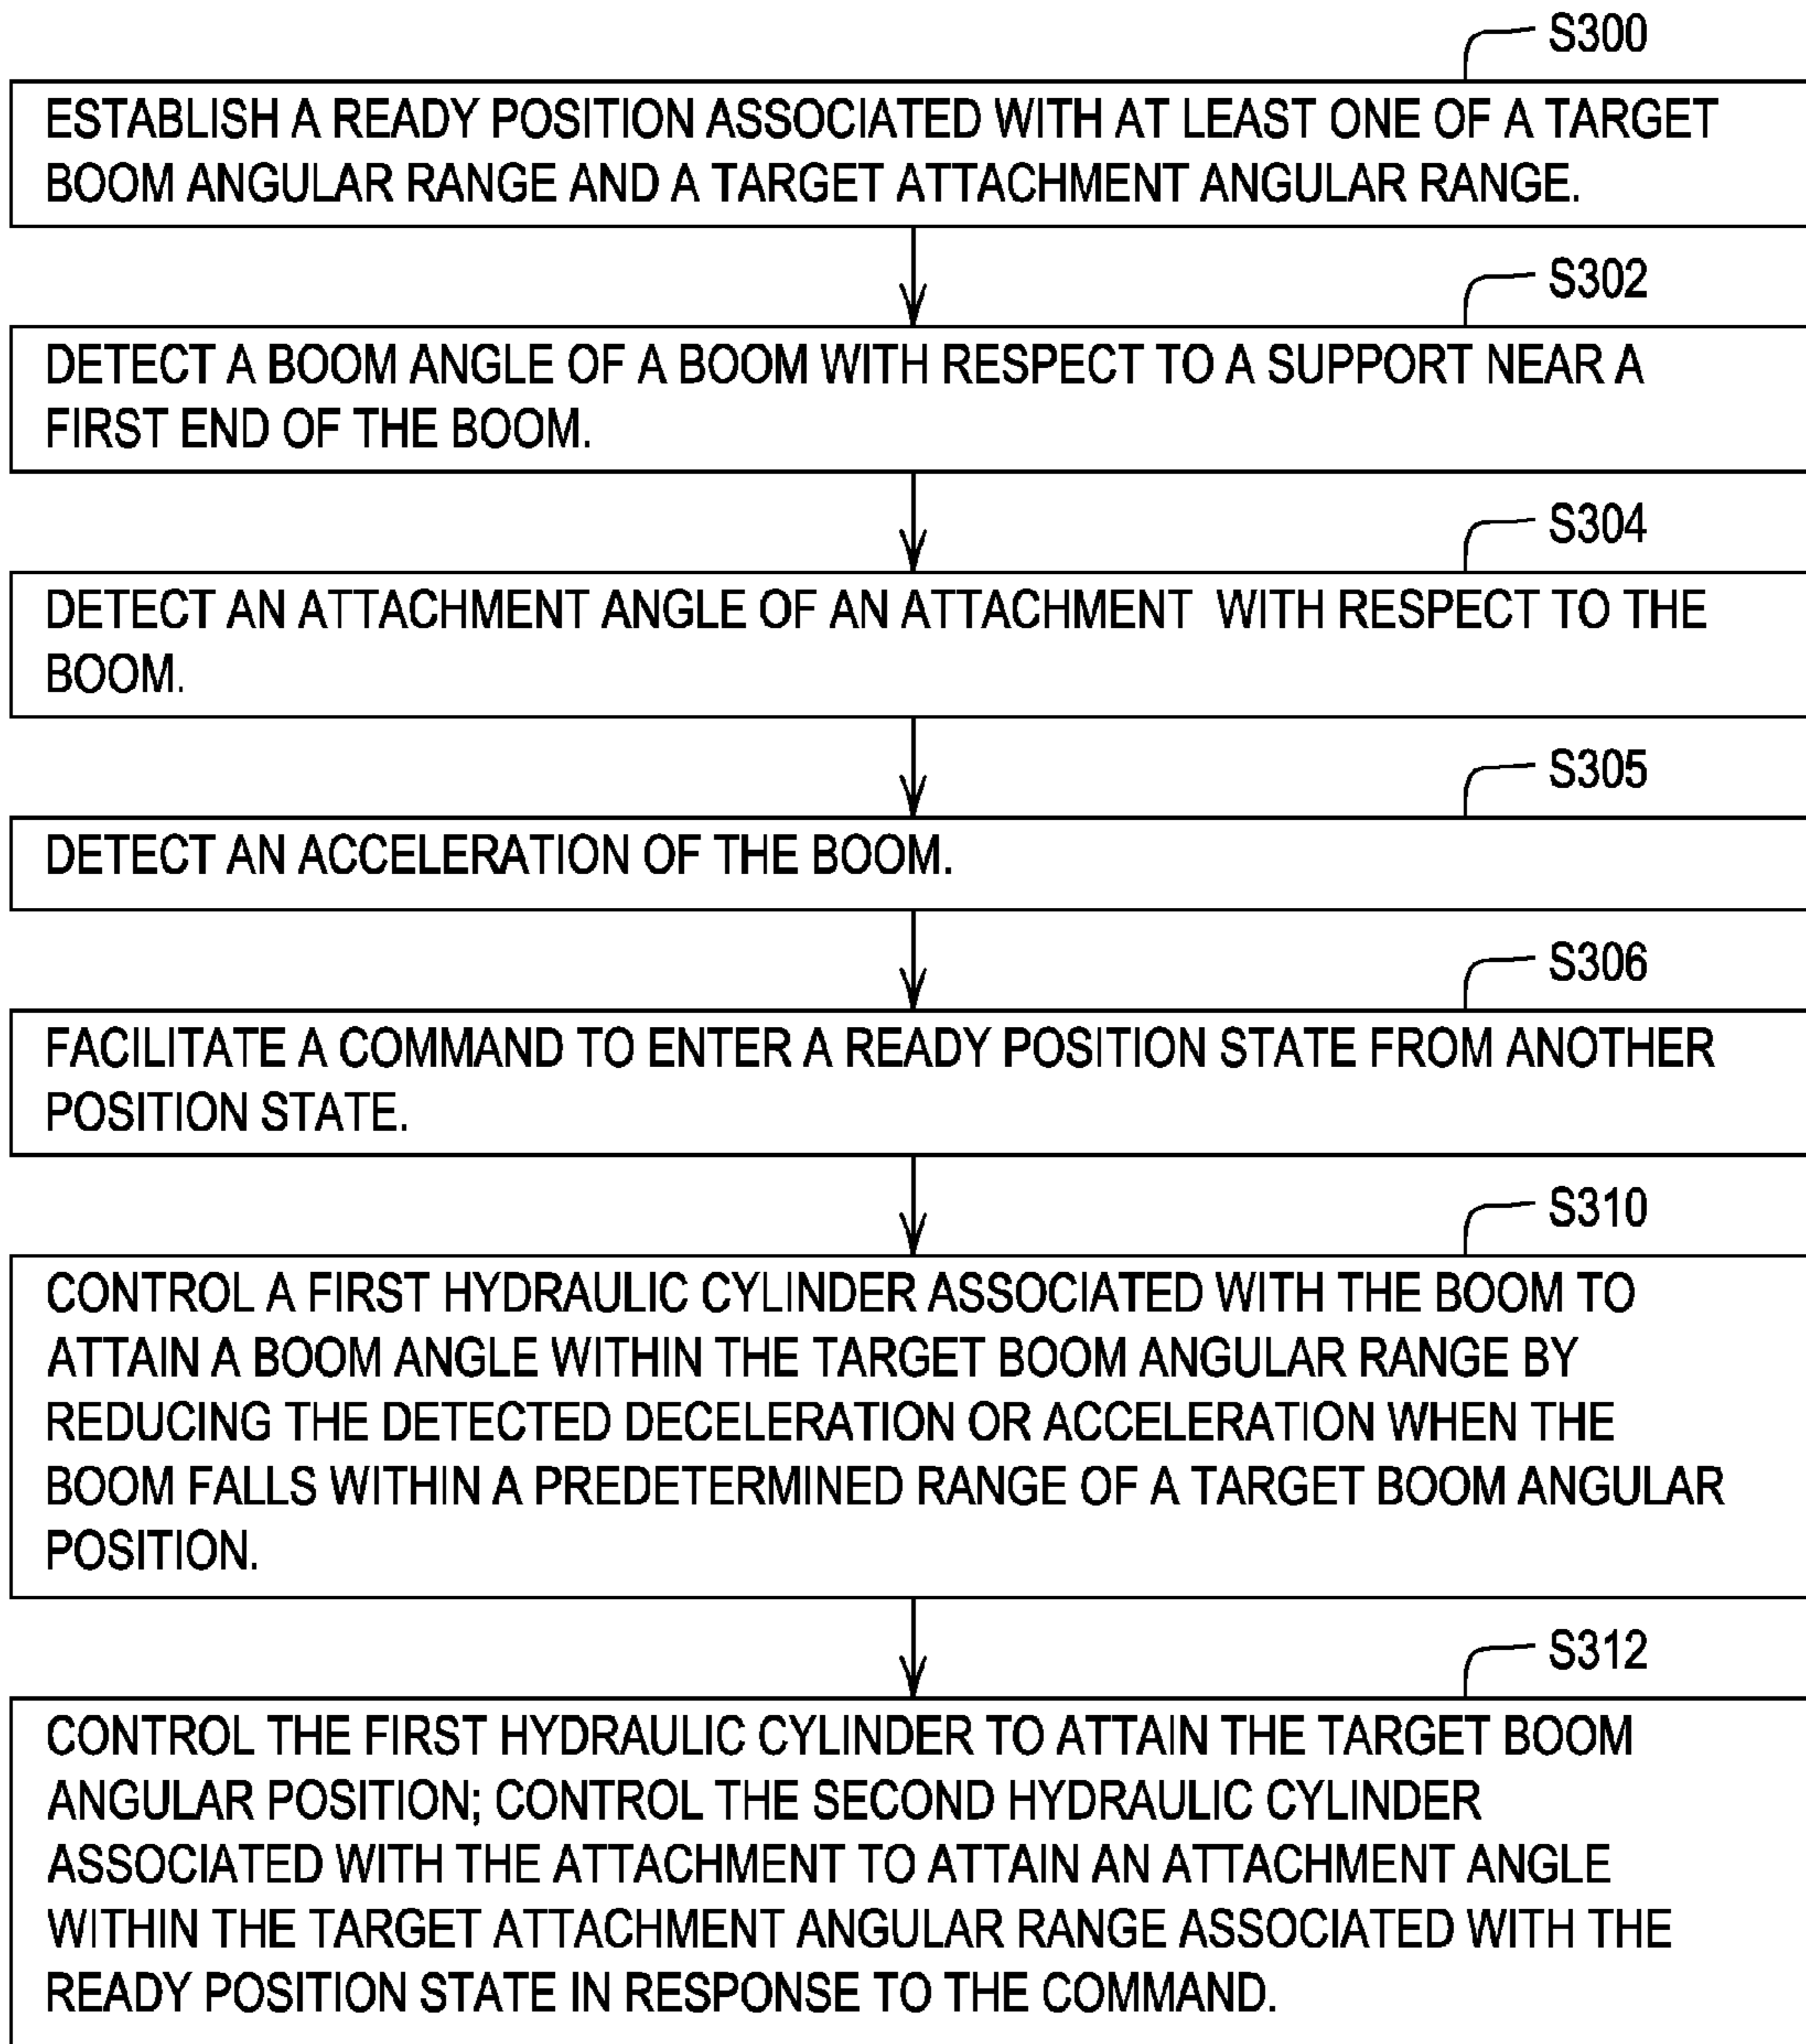 S300
ESTABLISH A READY POSITION ASSOCIATED WITH AT LEAST ONE OF A TARGET
BOOM ANGULAR RANGE AND A TARGET ATTACHMENT ANGULAR RANGE.
S302
DETECT A BOOM ANGLE OF A BOOM WITH RESPECT TO A SUPPORT NEAR A
FIRST END OF THE BOOM.
S304
DETECT AN ATTACHMENT ANGLE OF AN ATTACHMENT WITH RESPECT TO THE
BOOM.
S305
DETECT AN ACCELERATION OF THE BOOM.
S306
FACILITATE A COMMAND TO ENTER A READY POSITION STATE FROM ANOTHER
POSITION STATE.
S310
CONTROL A FIRST HYDRAULIC CYLINDER ASSOCIATED WITH THE BOOM TO
ATTAIN A BOOM ANGLE WITHIN THE TARGET BOOM ANGULAR RANGE BY
REDUCING THE DETECTED DECELERATION OR ACCELERATION WHEN THE
BOOM FALLS WITHIN A PREDETERMINED RANGE OF A TARGET BOOM ANGULAR
POSITION.
S312
CONTROL THE FIRST HYDRAULIC CYLINDER TO ATTAIN THE TARGET BOOM
ANGULAR POSITION; CONTROL THE SECOND HYDRAULIC CYLINDER
ASSOCIATED WITH THE ATTACHMENT TO ATTAIN AN ATTACHMENT ANGLE
WITHIN THE TARGET ATTACHMENT ANGULAR RANGE ASSOCIATED WITH THE
READY POSITION STATE IN RESPONSE TO THE COMMAND.